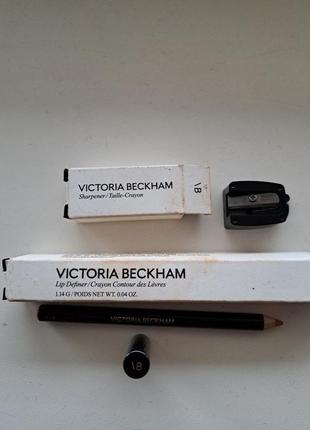 VICTORIA BECKHAM
Sharpener/Taille-Crayon
VB
VICTORIA BECKHAM
Lip Definer/Crayon Contour des Lèvres
1.14 G / POIDS NET WT. 0.04 OZ.
VICTORIA BECKHAM
VB